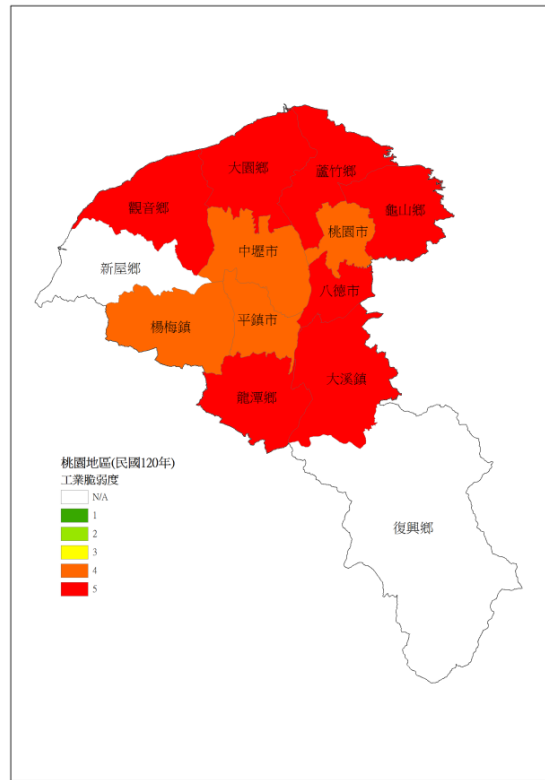 大園鄉
蘆竹鄉
觀音鄉
龜山鄉
桃園市
中壢市
新屋鄉
八德市
平鎮市
楊梅鎮
大溪鎮
龍潭鄉
桃園地區(民國120年)
工業脆弱度
N/A
1
2
3
4
5
復興鄉